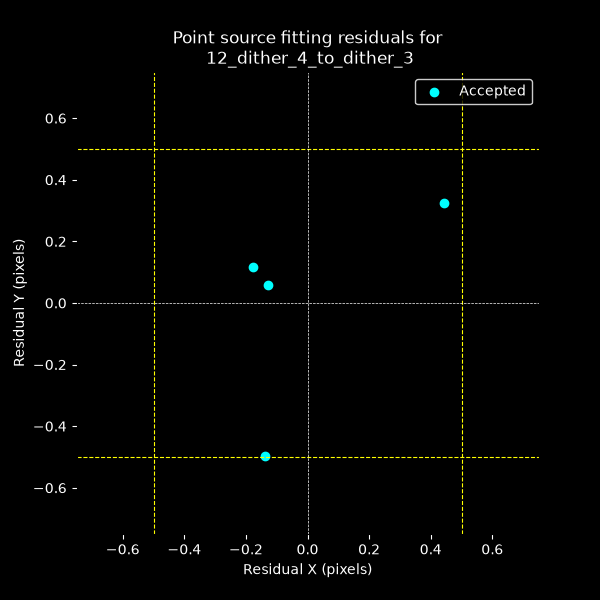 Point source fitting residuals for
12_dither_4_to_dither_3
Accepted
0.6
0.4
0.2
0.0
−0.2
−0.4
−0.6
Residual Y (pixels)
−0.6
−0.4
−0.2
0.0
0.2
0.4
0.6
Residual X (pixels)